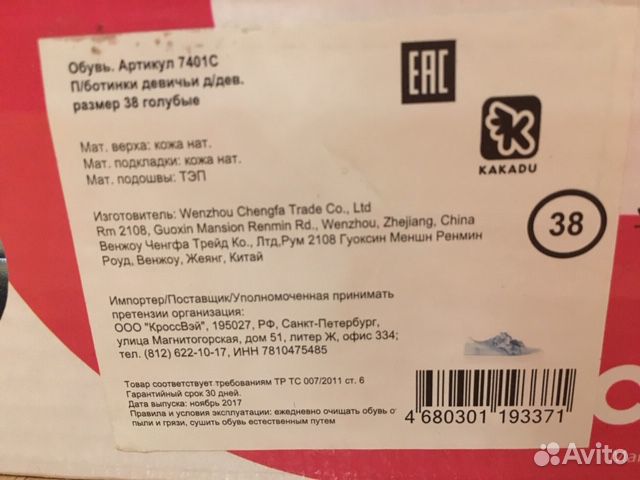 Обувь. Артикул 7401C
П/ботинки девичьи д/дев.
размер 38 голубые
EAC
KAKADU
Мат. верха: кожа нат.
Мат. подкладки: кожа нат.
Мат. подошвы: ТЭП
38
Изготовитель: Wenzhou Chengfa Trade Co., Ltd
Rm 2108, Guoxin Mansion Renmin Rd., Wenzhou, Zhejiang, China
Венжоу Ченгфа Трейд Ко., Лтд,Рум 2108 Гуоксин Меншн Ренмин
Роуд, Венжоу, Жеянг, Китай
Импортер/Поставщик/Уполномоченная принимать
претензии организация:
ООО "КроссВэй", 195027, РФ, Санкт-Петербург,
улица Магнитогорская, дом 51, литер Ж, офис 334;
тел. (812) 622-10-17, ИНН 7810475485
Товар соответствует требованиям ТР ТС 007/2011 ст. 6
Гарантийный срок 30 дней.
Дата выпуска: ноябрь 2017
Правила и условия эксплуатации: ежедневно очищать обувь о
пыли и грязи, сушить обувь естественным путем
4 680301 193371
Avito